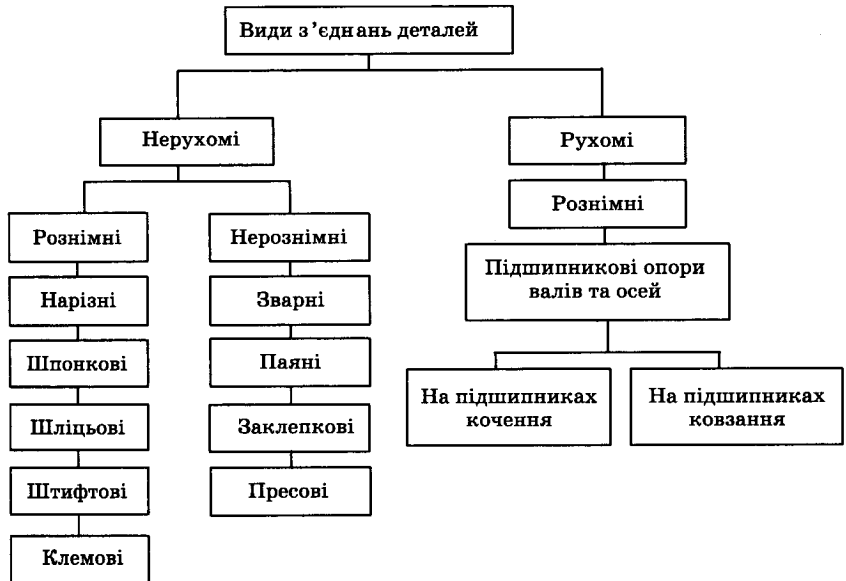 Види з’єднань деталей
Нерухомі
Рухомі
Рознімні
Нерознімні
Рознімні
Нарізні
Зварні
Підшипникові опори
валів та осей
Шпонкові
Паяні
На підшипниках
кочення
На підшипниках
ковзання
Шліцьові
Заклепкові
Штифтові
Пресові
Клемові